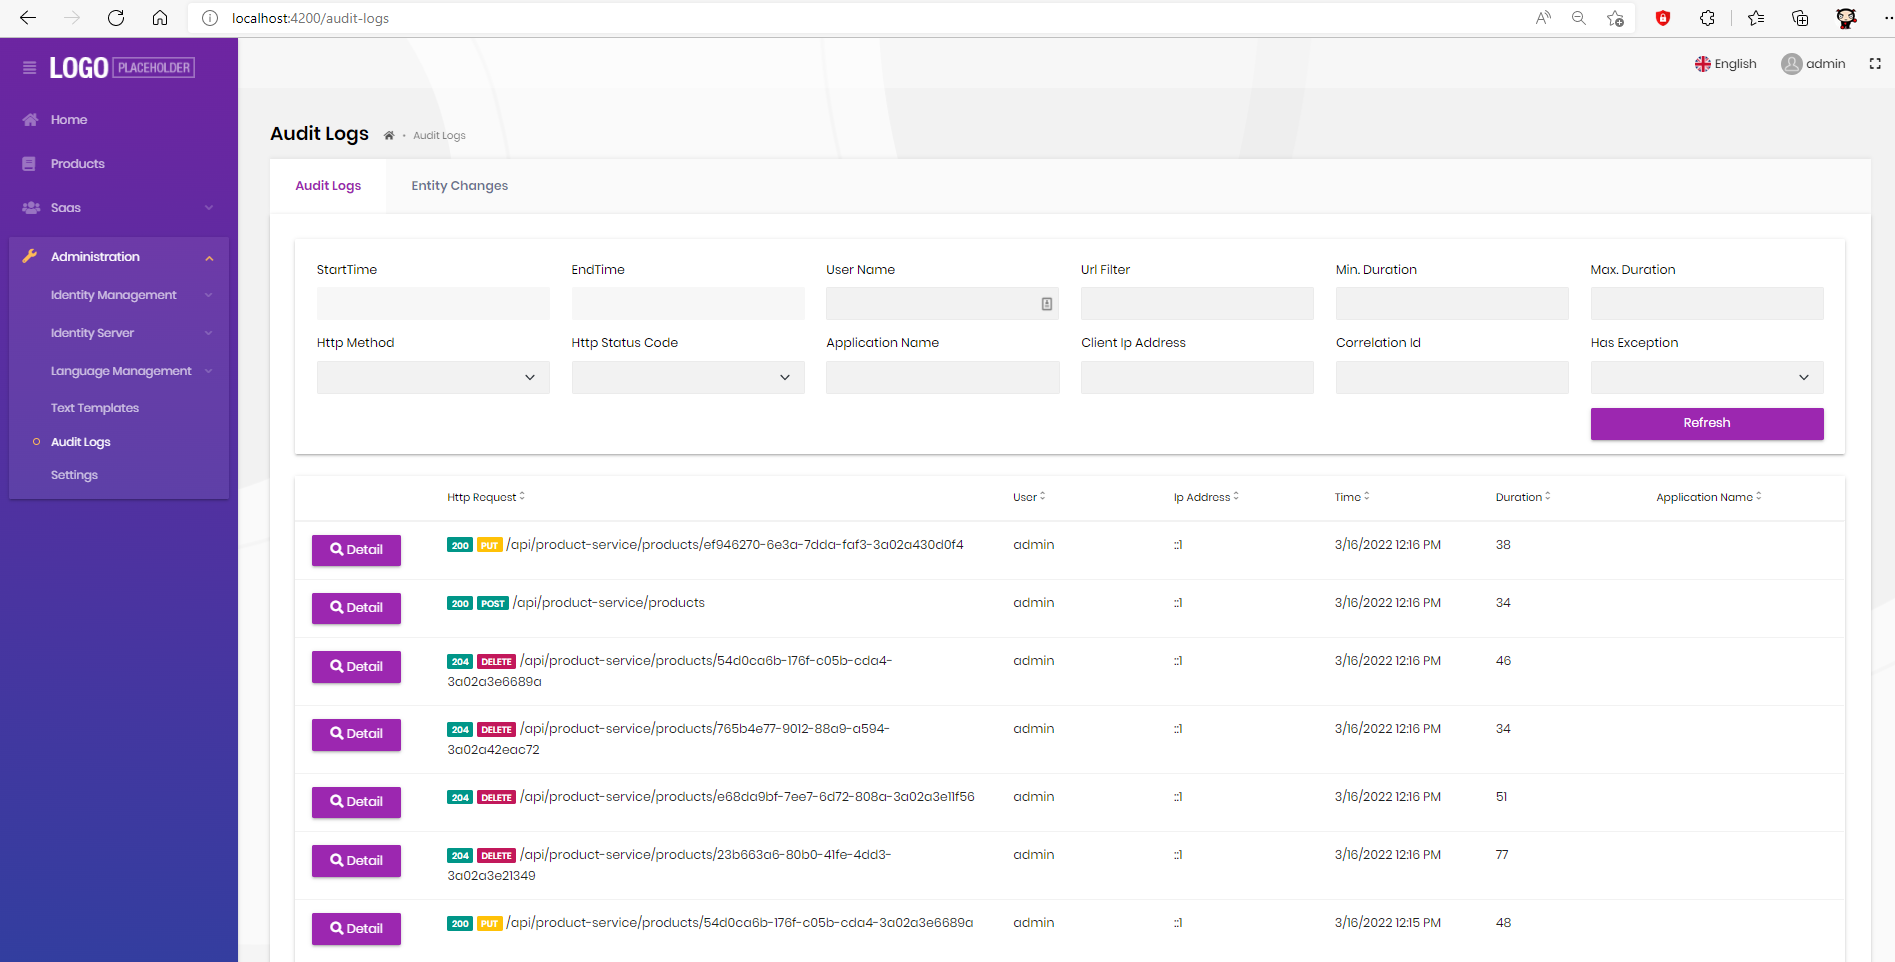 localhost:4200/audit-logs
LOGO PLACEHOLDER
English
admin
Home
Products
Saas
Administration
Identity Management
Identity Server
Language Management
Text Templates
Audit Logs
Settings
Audit Logs • Audit Logs
Audit Logs Entity Changes
StartTime EndTime User Name Url Filter Min. Duration Max. Duration
Http Method Http Status Code Application Name Client Ip Address Correlation Id Has Exception
Refresh
Http Request User Ip Address Time Duration Application Name
Detail 200 PUT /api/product-service/products/ef946270-6e3a-7dda-faf3-3a02a430d0f4 admin ::1 3/16/2022 12:16 PM 38
Detail 200 POST /api/product-service/products admin ::1 3/16/2022 12:16 PM 34
Detail 204 DELETE /api/product-service/products/54d0ca6b-176f-c05b-cda4- admin ::1 3/16/2022 12:16 PM 46
3a02a3e6689a
Detail 204 DELETE /api/product-service/products/765b4e77-9012-88a9-a594- admin ::1 3/16/2022 12:16 PM 34
3a02a42eac72
Detail 204 DELETE /api/product-service/products/e68da9bf-7ee7-6d72-808a-3a02a3e11f56 admin ::1 3/16/2022 12:16 PM 51
Detail 204 DELETE /api/product-service/products/23b663a6-80b0-41fe-4dd3- admin ::1 3/16/2022 12:16 PM 77
3a02a3e21349
Detail 200 PUT /api/product-service/products/54d0ca6b-176f-c05b-cda4-3a02a3e6689a admin ::1 3/16/2022 12:15 PM 48